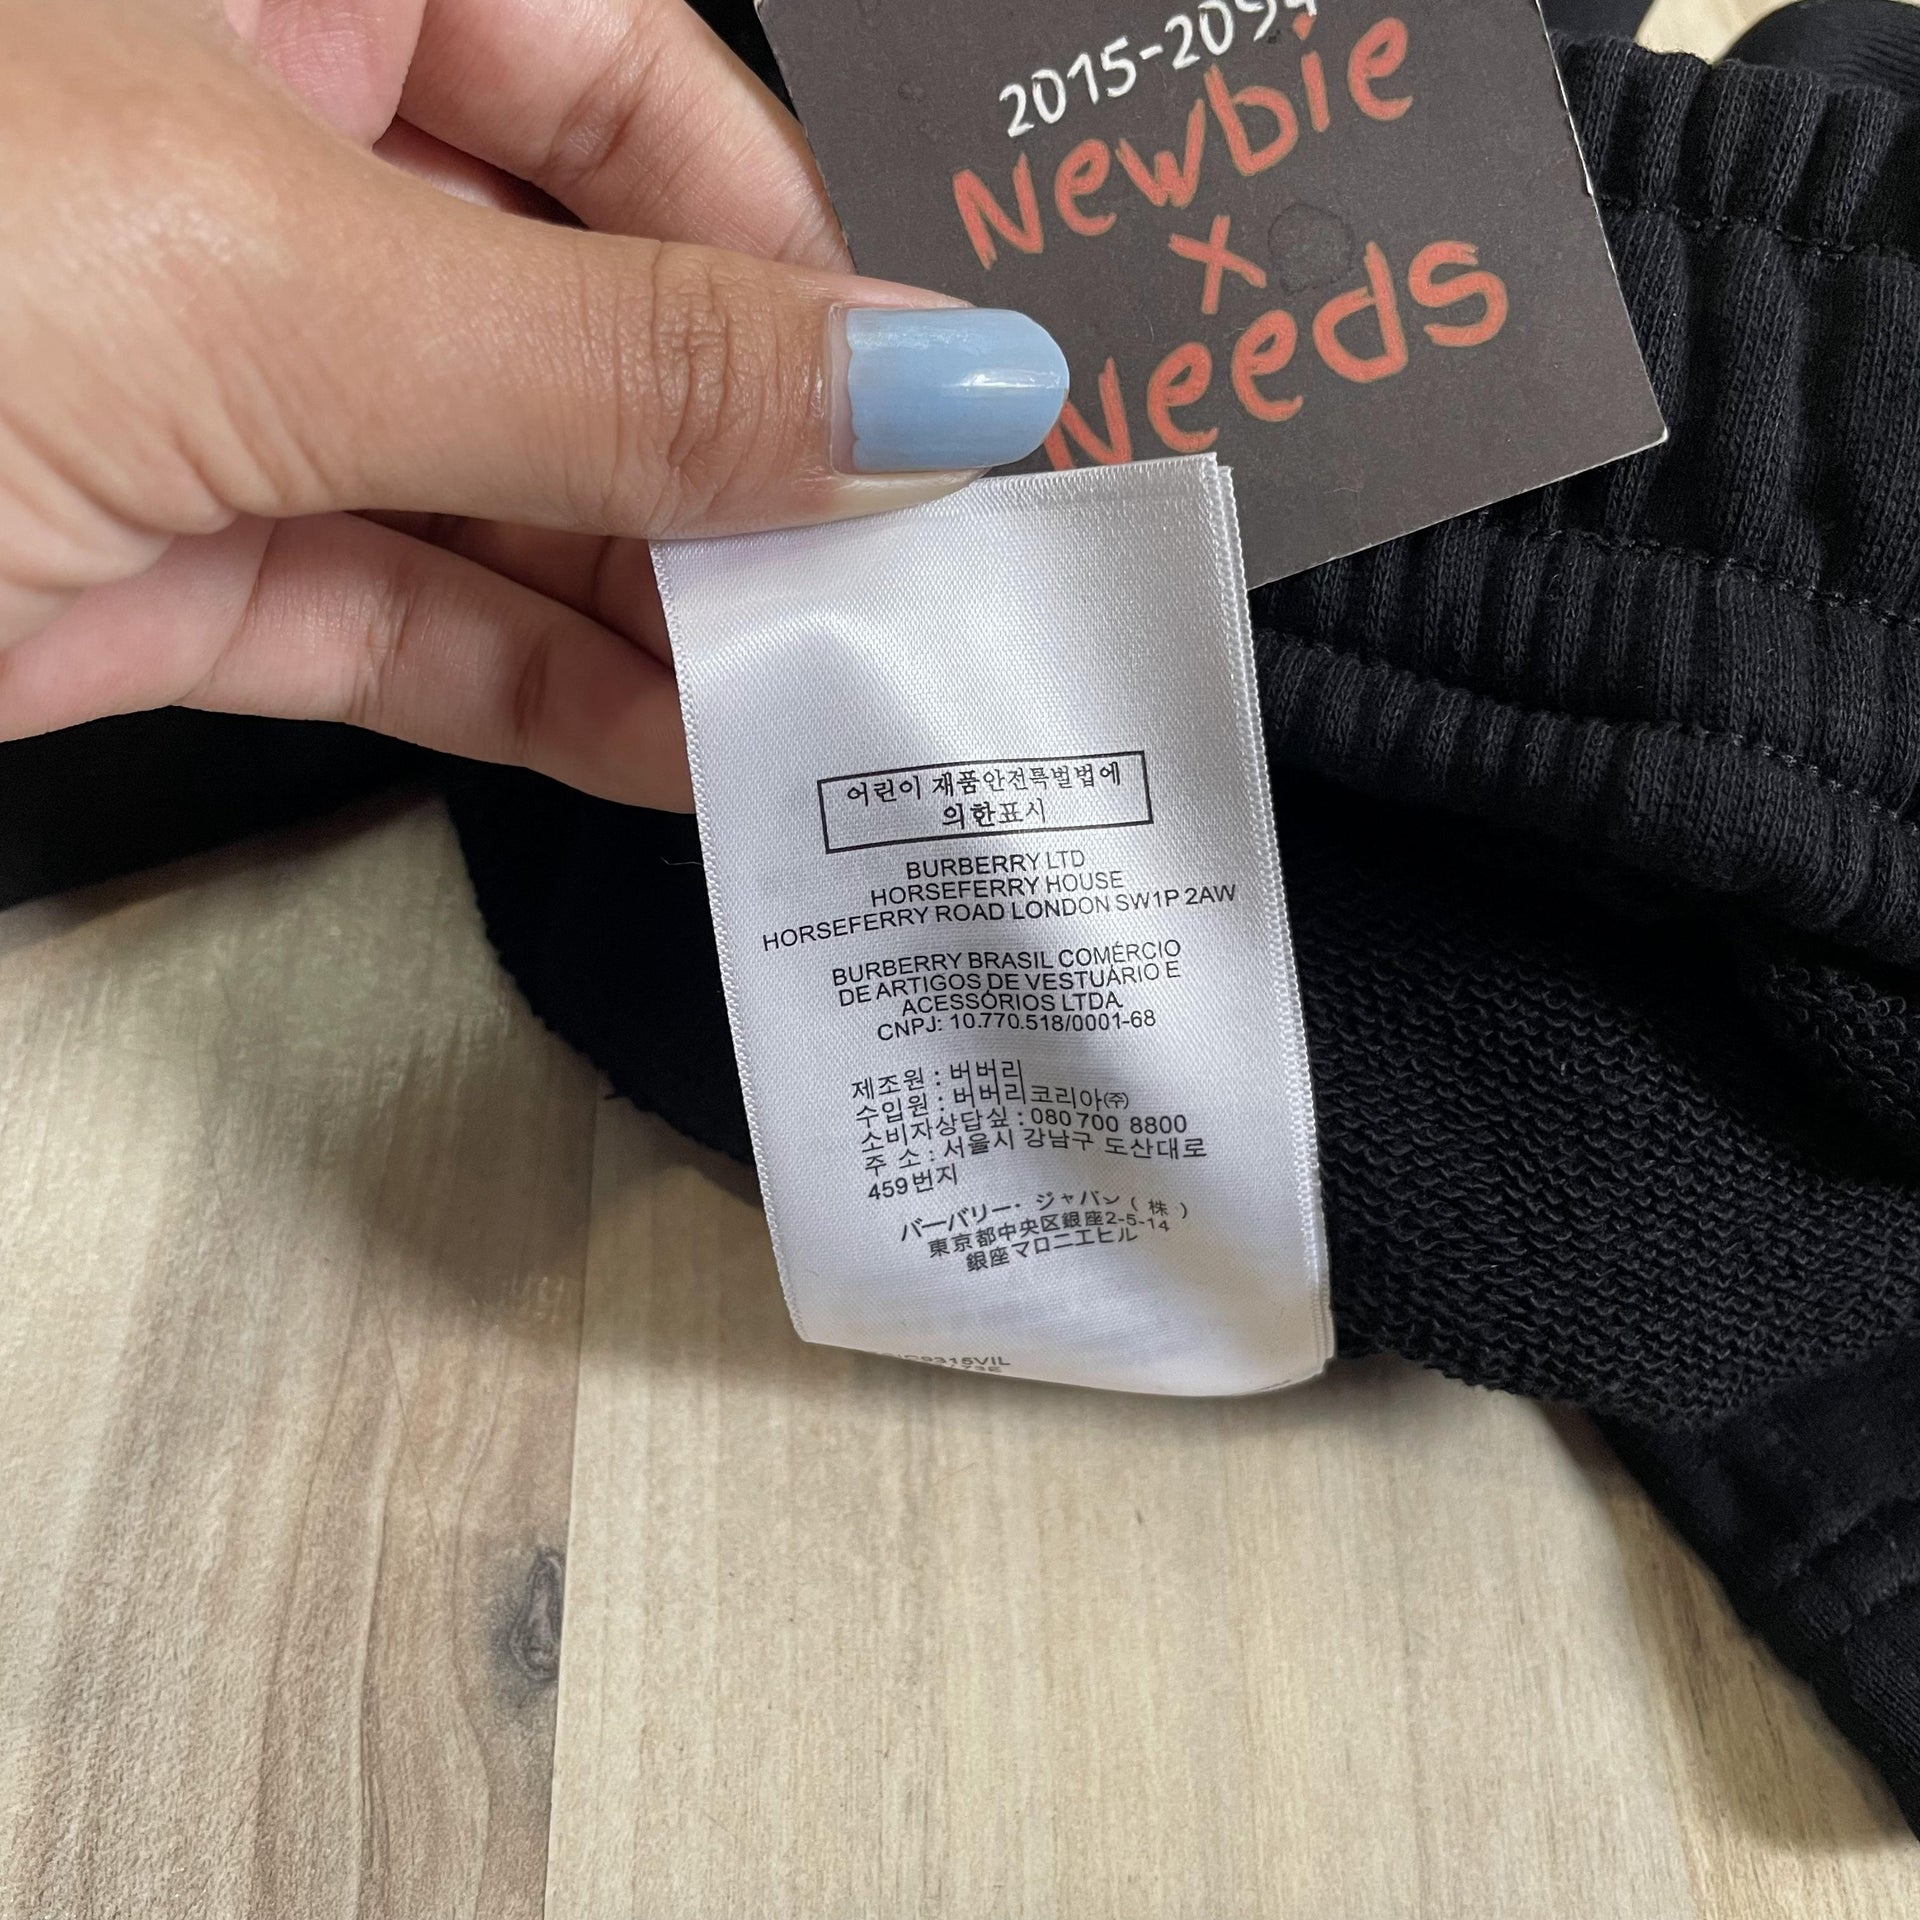 2015-209
Newbie
x
Needs
어린이 재품안전특벌법에
의한표시
BURBERRY LTD
HORSEFERRY HOUSE
HORSEFERRY ROAD LONDON SW1P 2AW
BURBERRY BRASIL COMÉRCIO
DE ARTIGOS DE VESTUÁRIO E
ACESSÓRIOS LTDA.
CNPJ: 10.770.518/0001-68
제조원 : 버버리
수입원 : 버버리코리아㈜
소비자상답싶 : 080 700 8800
주 소 : 서울시 강남구 도산대로
459번지
バーバリー・ジャパン(株)
東京都中央区銀座2-5-14
銀座マロニエビル